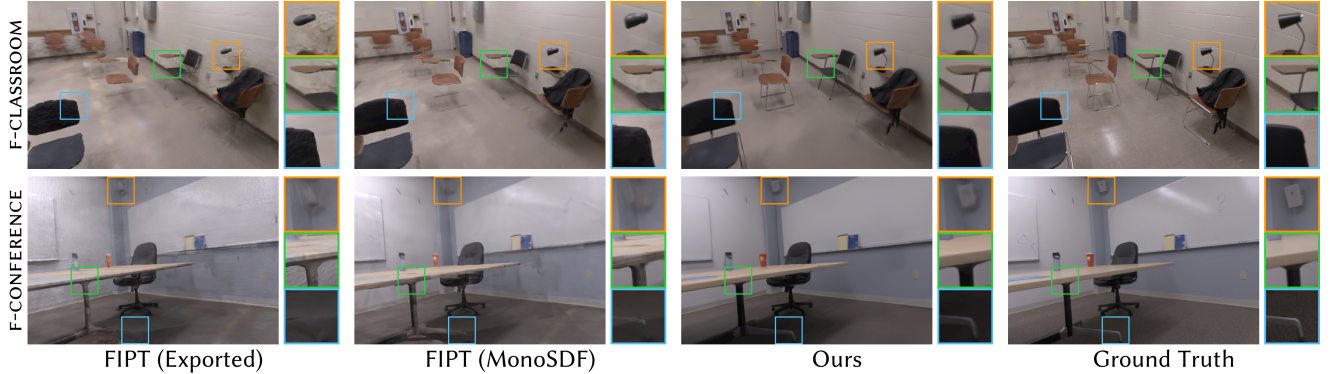 F-CLASSROOM
F-CONFERENCE
FIPT (Exported)
FIPT (MonoSDF)
Ours
Ground Truth